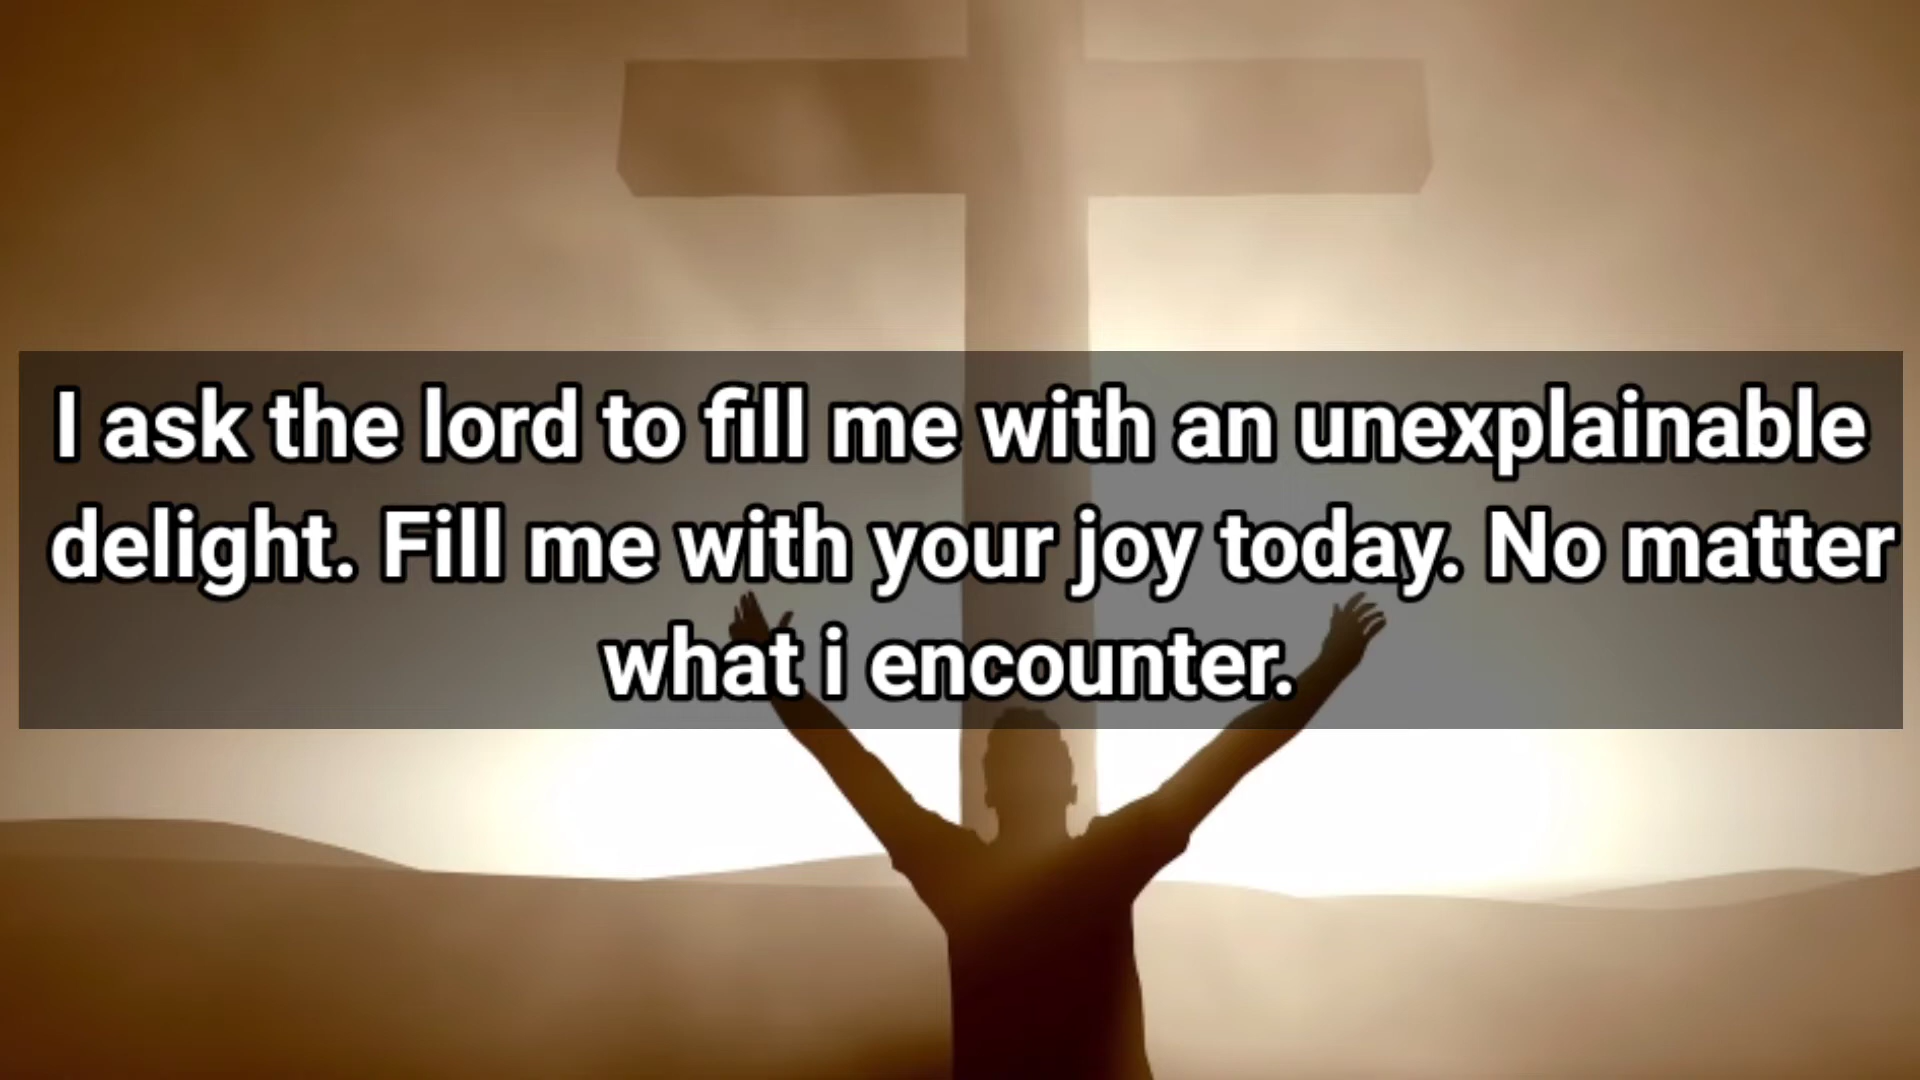 I ask the lord to fill me with an unexplainable
delight. Fill me with your joy today. No matter
what i encounter.